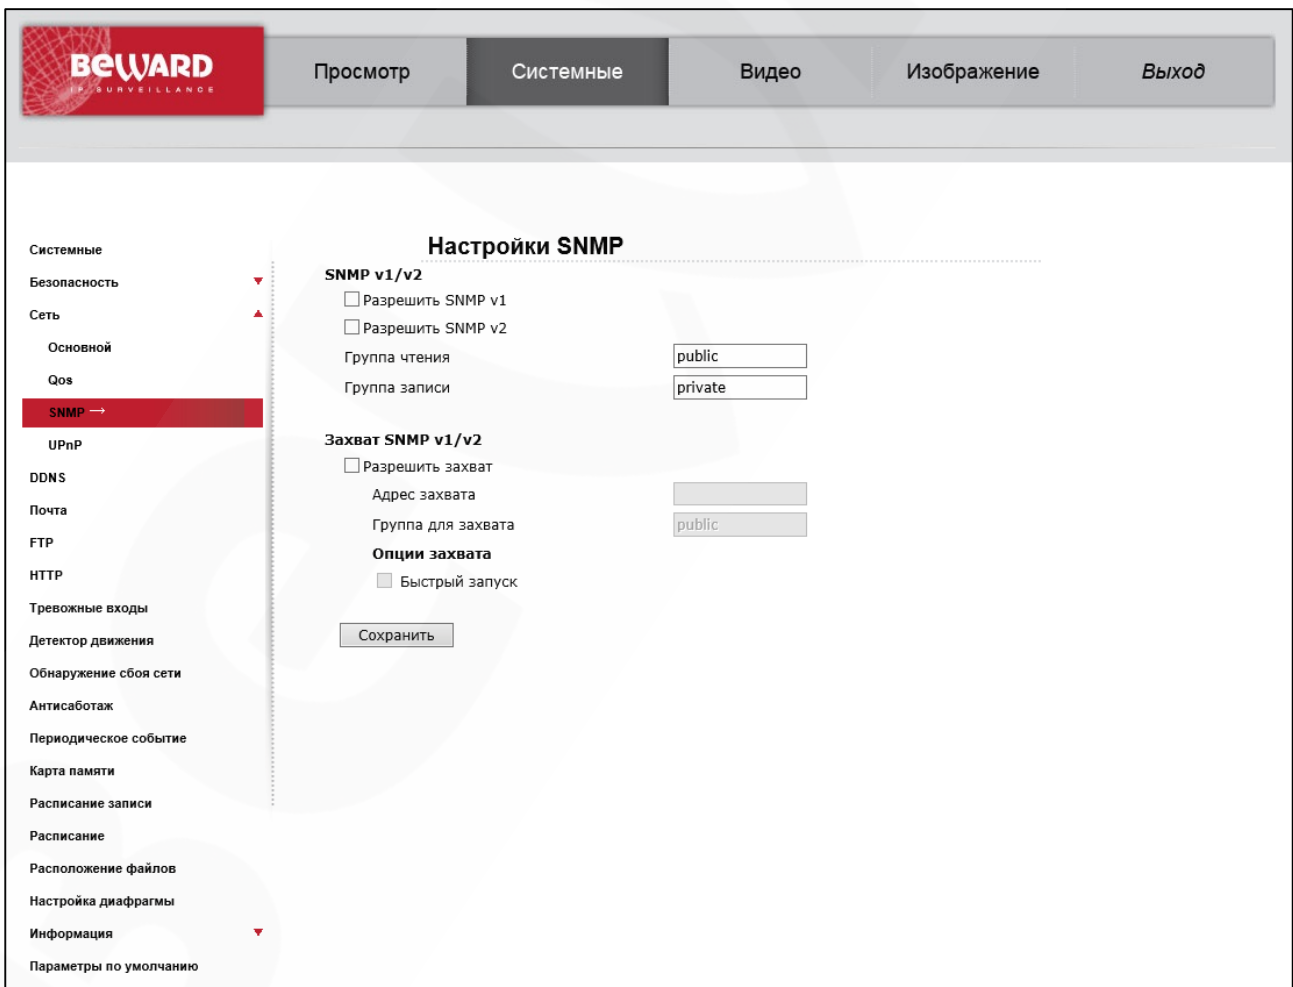 BEWARD
IP SURVEILLANCE
Просмотр
Системные
Видео
Изображение
Выход
Системные
Безопасность
Сеть
Основной
Qos
SNMP →
UPnP
DDNS
Почта
FTP
HTTP
Тревожные входы
Детектор движения
Обнаружение сбоя сети
Антисаботаж
Периодическое событие
Карта памяти
Расписание записи
Расписание
Расположение файлов
Настройка диафрагмы
Информация
Параметры по умолчанию
Настройки SNMP
SNMP v1/v2
Разрешить SNMP v1
Разрешить SNMP v2
Группа чтения public
Группа записи private
Захват SNMP v1/v2
Разрешить захват
Адрес захвата
Группа для захвата public
Опции захвата
Быстрый запуск
Сохранить